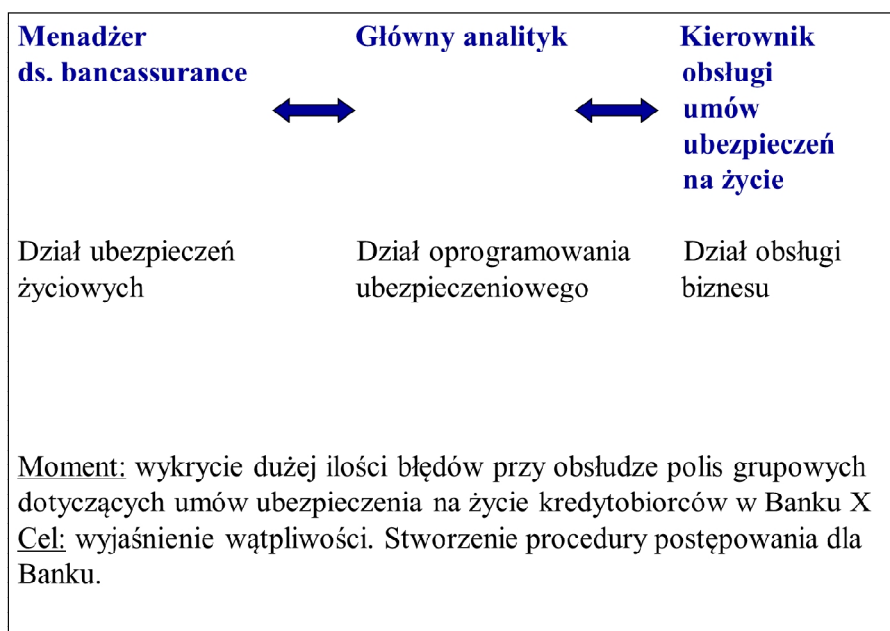 Menadżer
ds. bancassurance
Główny analityk
Kierownik
obsługi
umów
ubezpieczeń
na życie
Dział ubezpieczeń
życiowych
Dział oprogramowania
ubezpieczeniowego
Dział obsługi
biznesu
Moment: wykrycie dużej ilości błędów przy obsłudze polis grupowych
dotyczących umów ubezpieczenia na życie kredytobiorców w Banku X
Cel: wyjaśnienie wątpliwości. Stworzenie procedury postępowania dla
Banku.